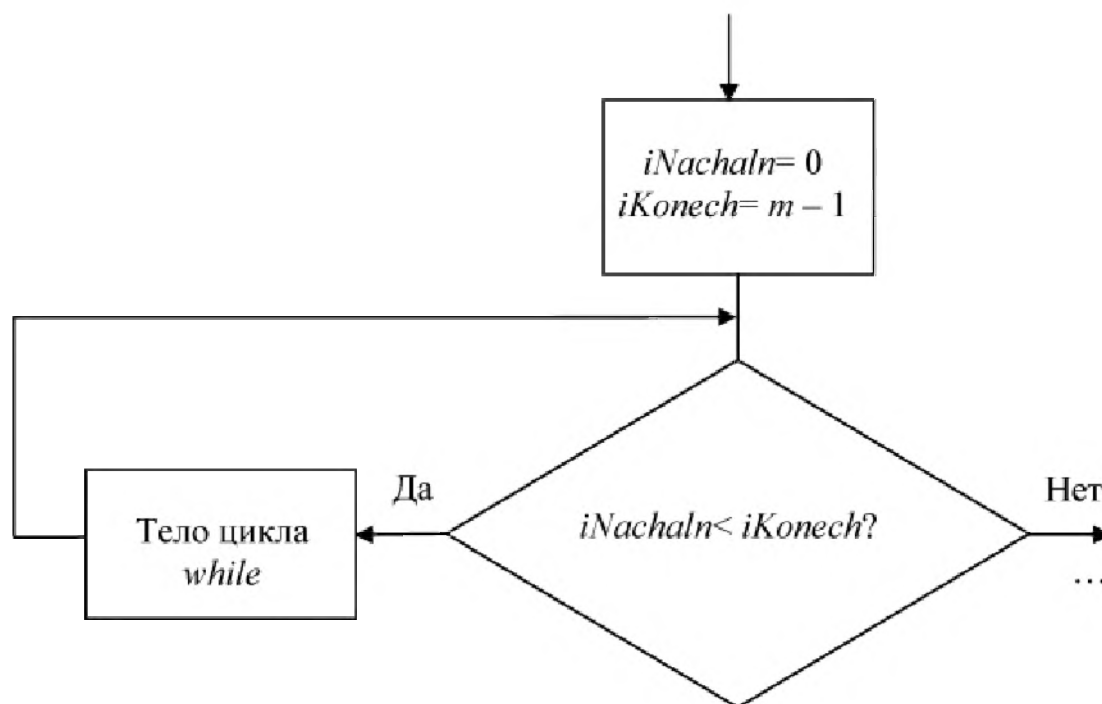 iNachaln= 0
iKonech= m – 1
Да
Нет
iNachaln< iKonech?
Тело цикла
while
…